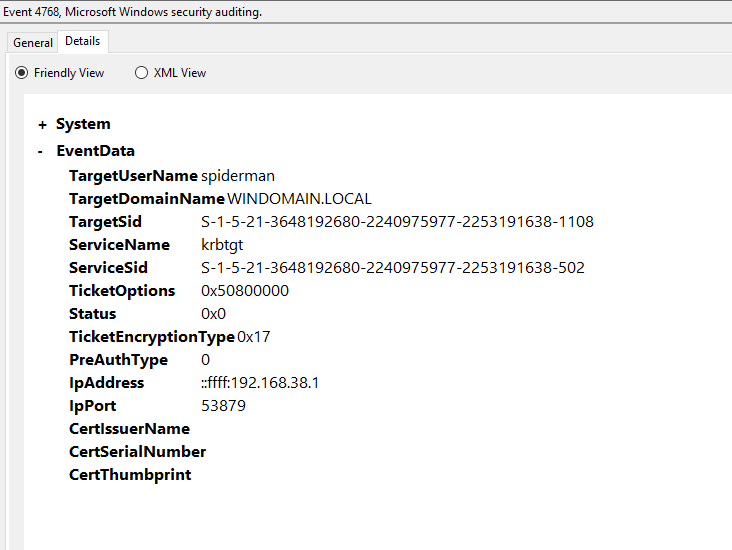 Event 4768, Microsoft Windows security auditing.
General Details
Friendly View XML View
+ System
- EventData
TargetUserName spiderman
TargetDomainName WINDOMAIN.LOCAL
TargetSid S-1-5-21-3648192680-2240975977-2253191638-1108
ServiceName krbtgt
ServiceSid S-1-5-21-3648192680-2240975977-2253191638-502
TicketOptions 0x50800000
Status 0x0
TicketEncryptionType 0x17
PreAuthType 0
IpAddress ::ffff:192.168.38.1
IpPort 53879
CertIssuerName
CertSerialNumber
CertThumbprint